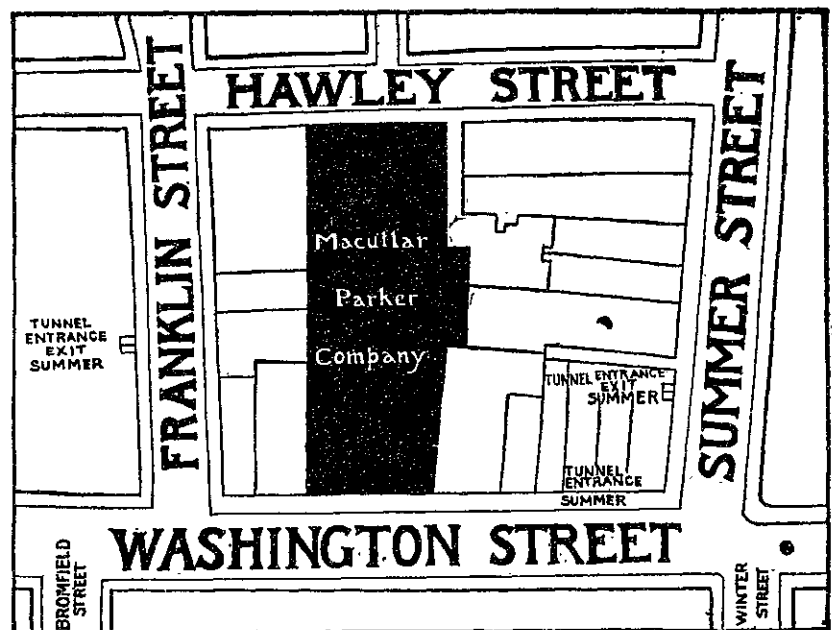 HAWLEY STREET
FRANKLIN STREET
SUMMER STREET
Macullar
Parker
Company
TUNNEL
ENTRANCE
EXIT
SUMMER
TUNNEL ENTRANCE
EXIT
SUMMER
TUNNEL
ENTRANCE
SUMMER
WASHINGTON STREET
BROMFIELD
STREET
WINTER
STREET